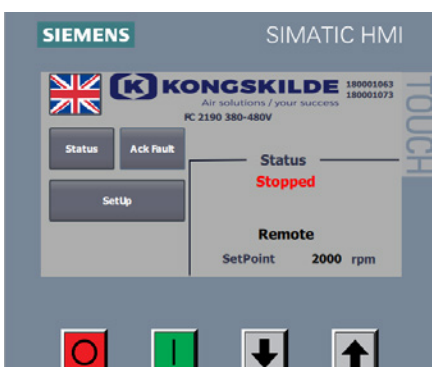 SIEMENS
SIMATIC HMI
TOUCH
K KONGSKILDE
180001063
180001073
Air solutions / your success
FC 2190 380-480V
Status
Ack Fault
SetUp
Status
Stopped
Remote
SetPoint 2000 rpm